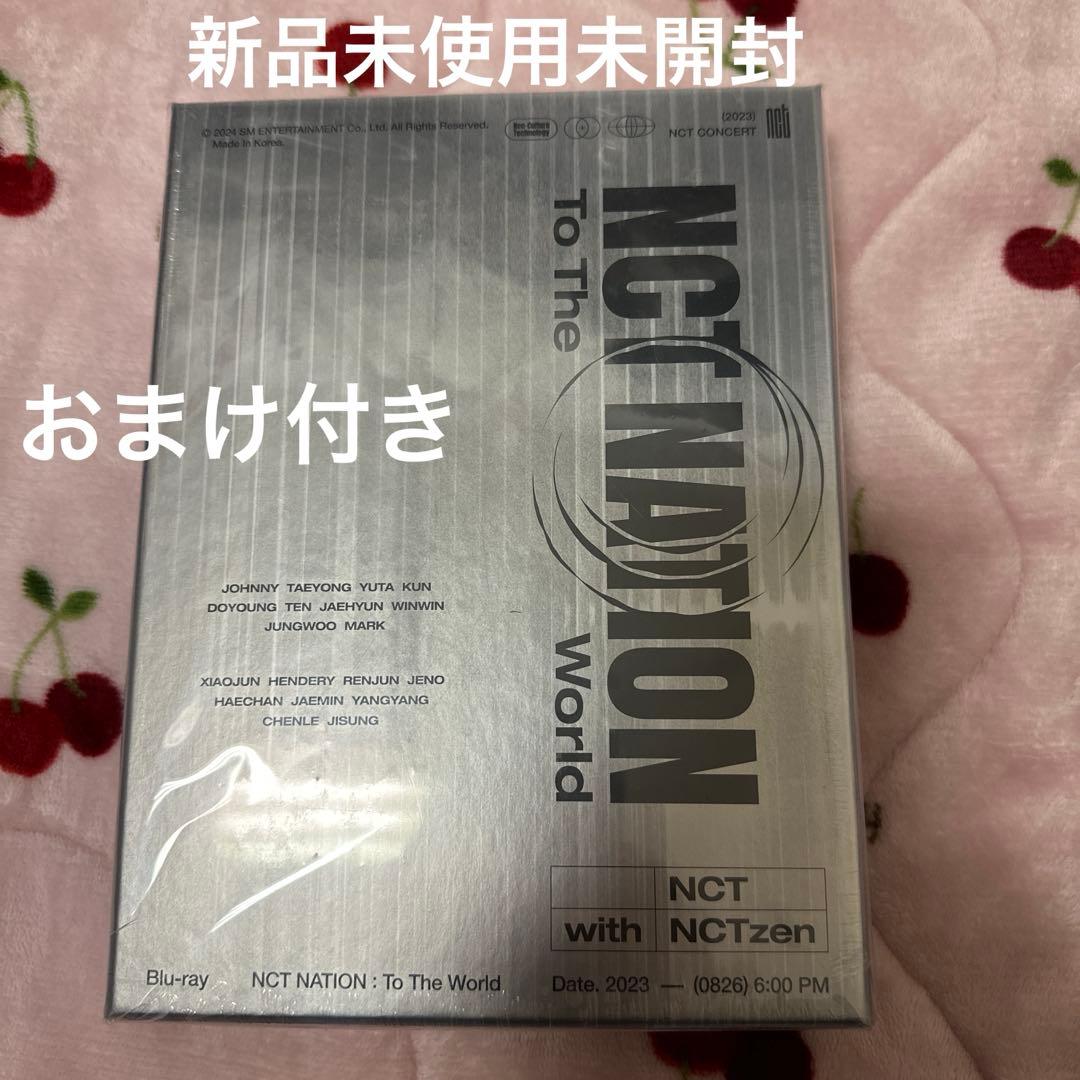 新品未使用未開封
© 2024 SM ENTERTAINMENT Co., Ltd. All Rights Reserved.
Made In Korea.
Neo Culture
Technology
(2023)
NCT CONCERT
nct
NCT NATION
To The
World
おまけ付き
JOHNNY TAEYONG YUTA KUN
DOYOUNG TEN JAEHYUN WINWIN
JUNGWOO MARK
XIAOJUN HENDERY RENJUN JENO
HAECHAN JAEMIN YANGYANG
CHENLE JISUNG
NCT
with NCTzen
Blu-ray NCT NATION : To The World Date. 2023 — (0826) 6:00 PM